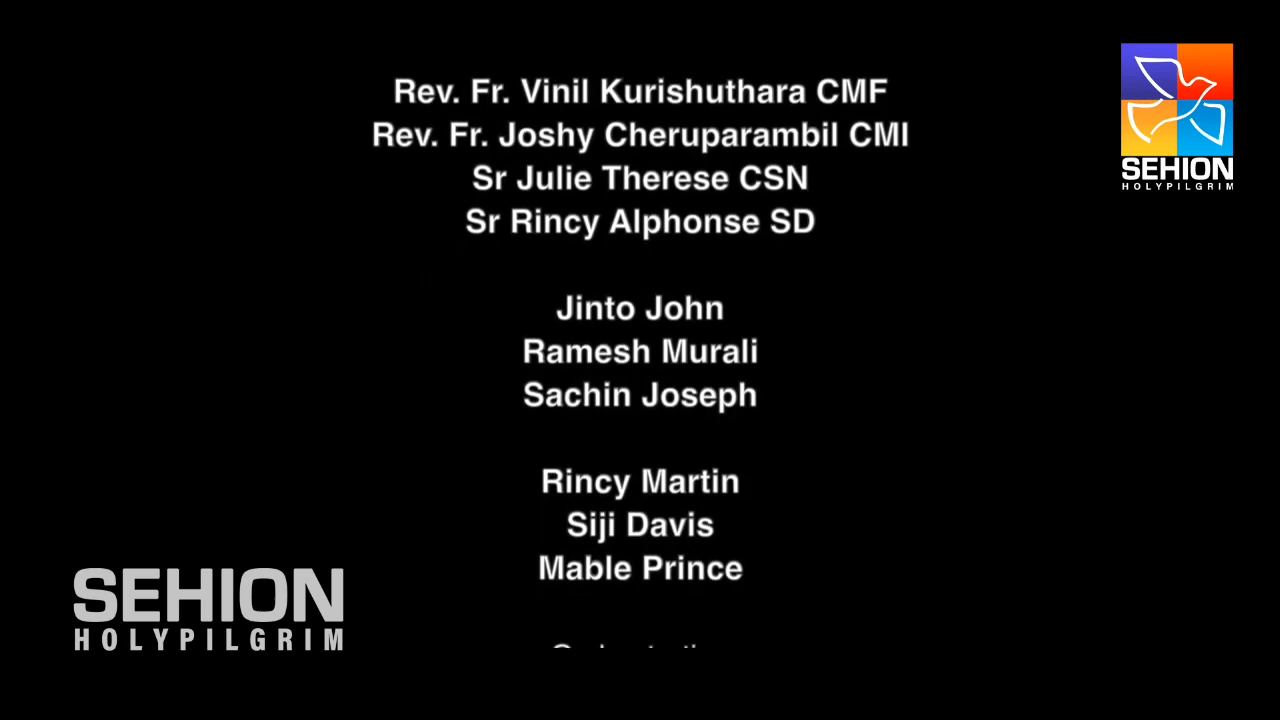 Rev. Fr. Vinil Kurishuthara CMF
Rev. Fr. Joshy Cheruparambil CMI
Sr Julie Therese CSN
Sr Rincy Alphonse SD
Jinto John
Ramesh Murali
Sachin Joseph
Rincy Martin
Siji Davis
Mable Prince
SEHION
HOLYPILGRIM
SEHION
HOLYPILGRIM